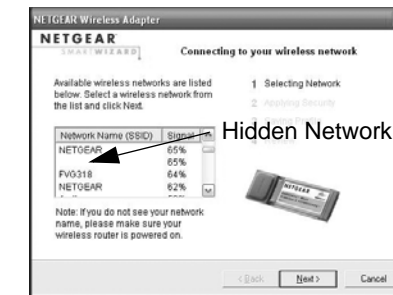 NETGEAR Wireless Adapter
NETGEAR
SMARTWIZARD
Connecting to your wireless network
Available wireless networks are listed
below. Select a wireless network from
the list and click Next.
1 Selecting Network
2 Applying Security
Network Name (SSID) Signal
Hidden Network
NETGEAR 65%
65%
FVG318 64%
NETGEAR 62%
NETGEAR
Note: If you do not see your network
name, please make sure your
wireless router is powered on.
< Back Next > Cancel